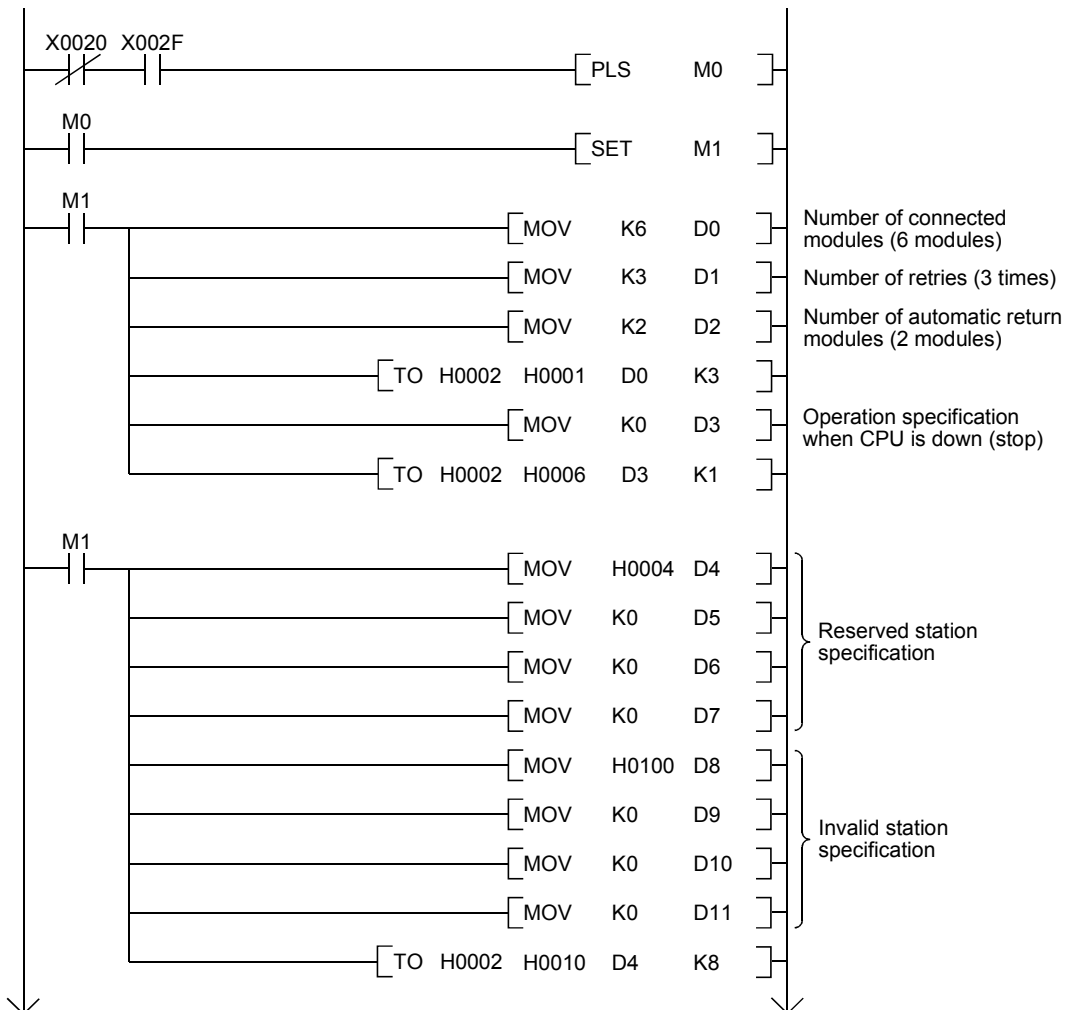 X0020 X002F
PLS M0
M0
SET M1
M1
MOV K6 D0
Number of connected
modules (6 modules)
MOV K3 D1
Number of retries (3 times)
MOV K2 D2
Number of automatic return
modules (2 modules)
TO H0002 H0001 D0 K3
MOV K0 D3
Operation specification
when CPU is down (stop)
TO H0002 H0006 D3 K1
M1
MOV H0004 D4
MOV K0 D5
Reserved station
specification
MOV K0 D6
MOV K0 D7
MOV H0100 D8
MOV K0 D9
Invalid station
specification
MOV K0 D10
MOV K0 D11
TO H0002 H0010 D4 K8